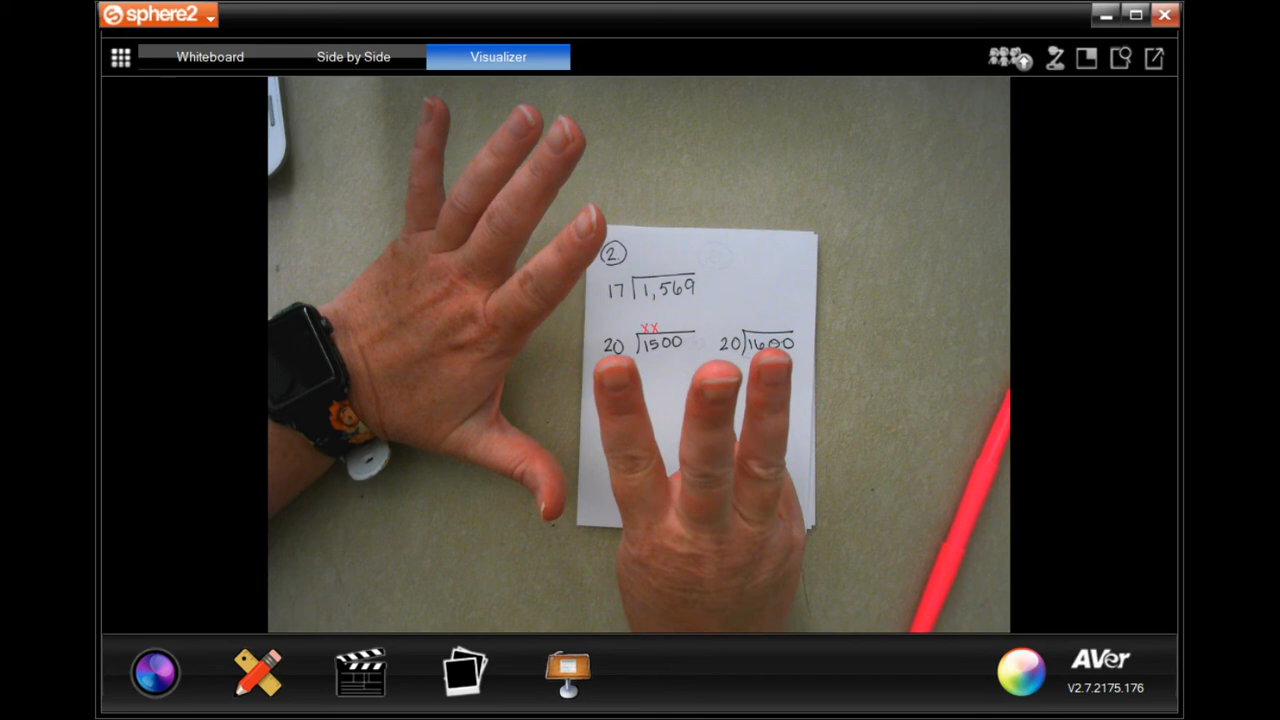 sphere2
Whiteboard Side by Side Visualizer
2.
17 1,569
xx
20 1500 20 1600
AVer
V2.7.2175.176